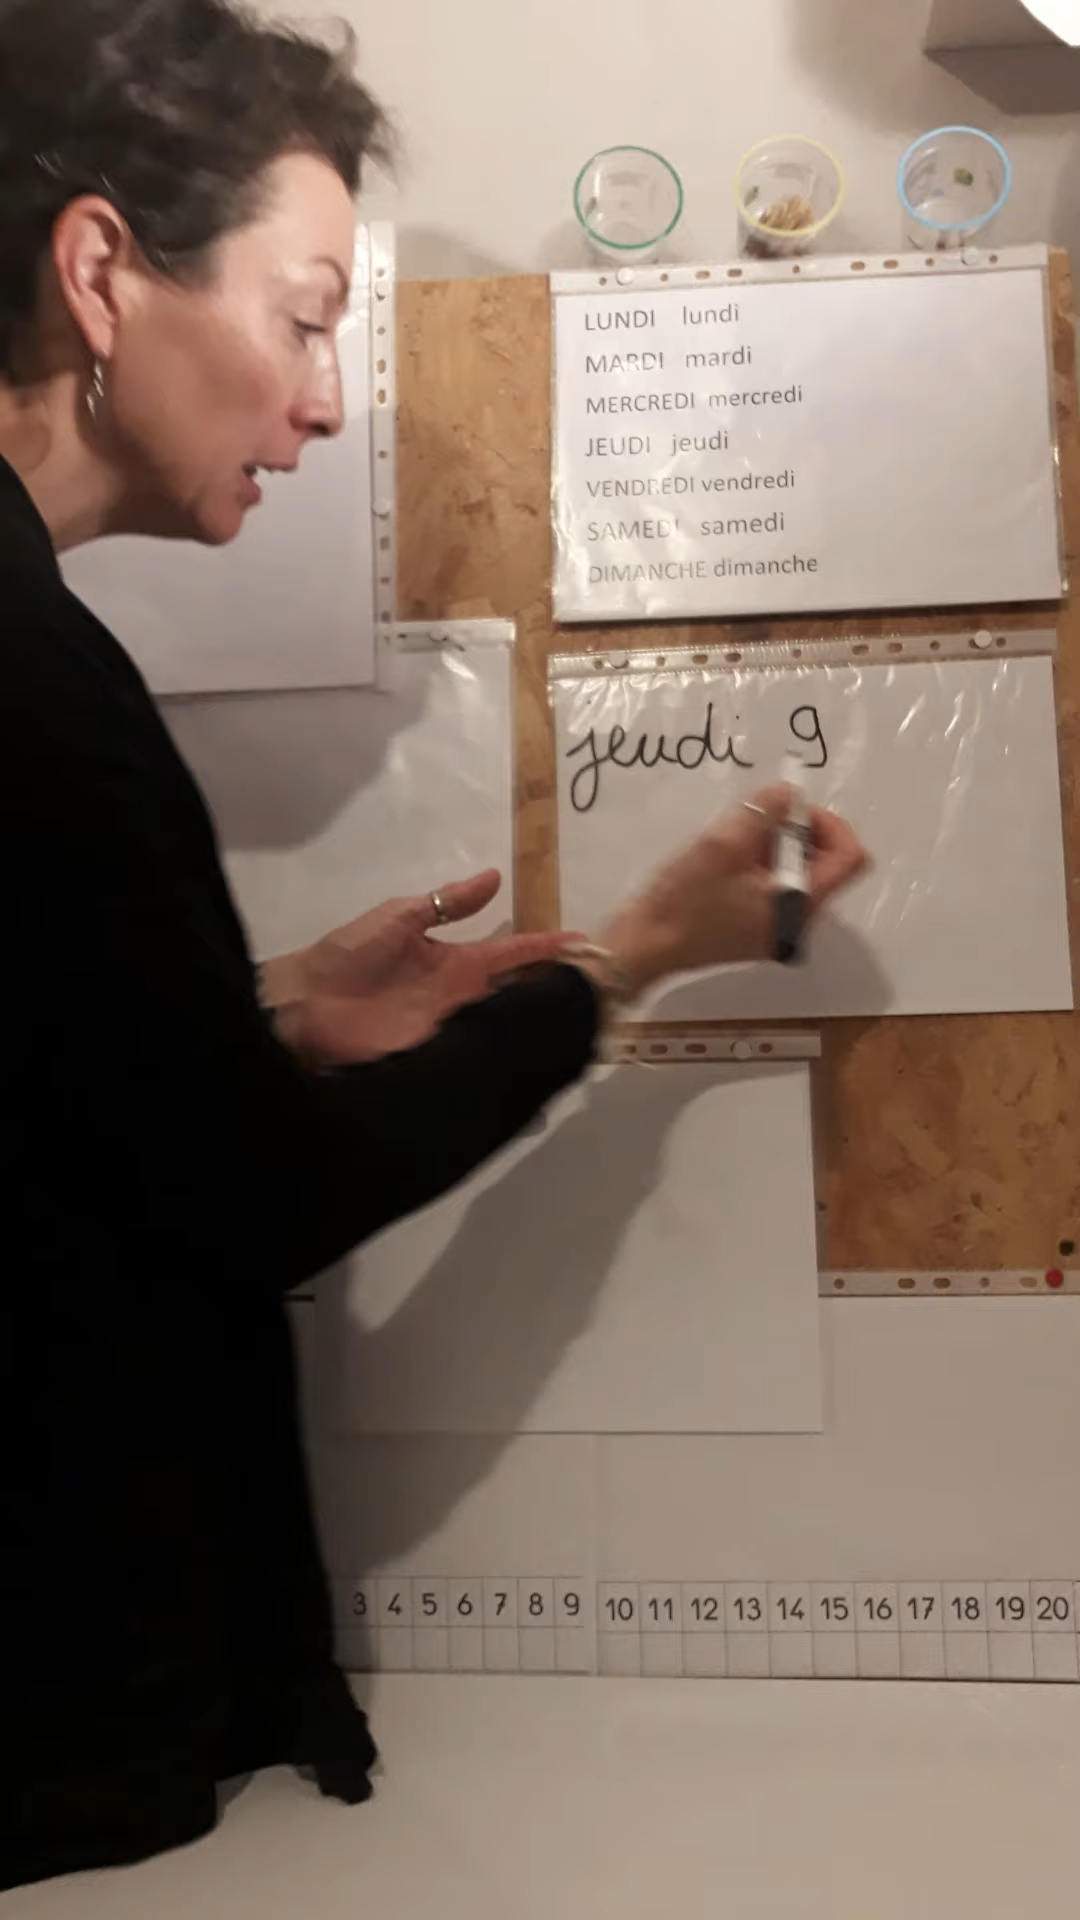 LUNDI lundi
MARDI mardi
MERCREDI mercredi
JEUDI jeudi
VENDREDI vendredi
SAMEDI samedi
DIMANCHE dimanche
jeudi 9
3 4 5 6 7 8 9 10 11 12 13 14 15 16 17 18 19 20